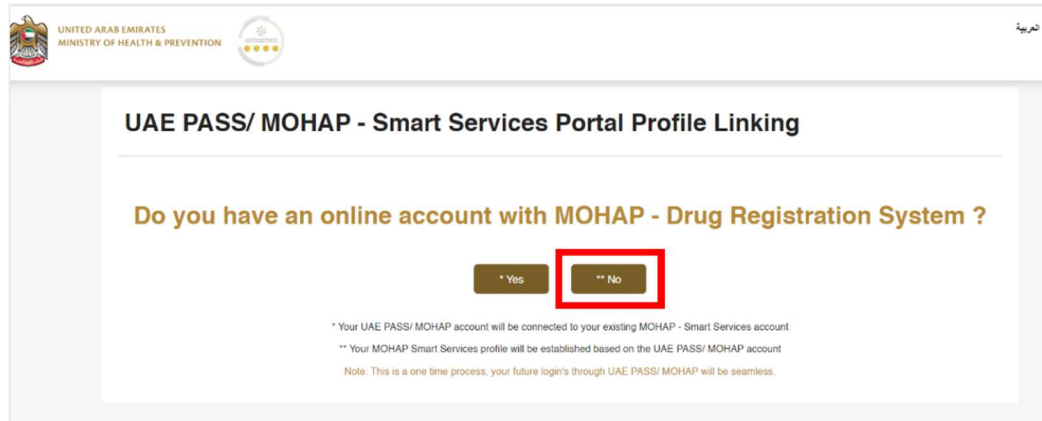 UNITED ARAB EMIRATES
MINISTRY OF HEALTH & PREVENTION
العربية
UAE PASS/ MOHAP - Smart Services Portal Profile Linking
Do you have an online account with MOHAP - Drug Registration System ?
* Yes
** No
* Your UAE PASS/ MOHAP account will be connected to your existing MOHAP - Smart Services account
** Your MOHAP Smart Services profile will be established based on the UAE PASS/ MOHAP account
Note: This is a one time process, your future login's through UAE PASS/ MOHAP will be seamless.